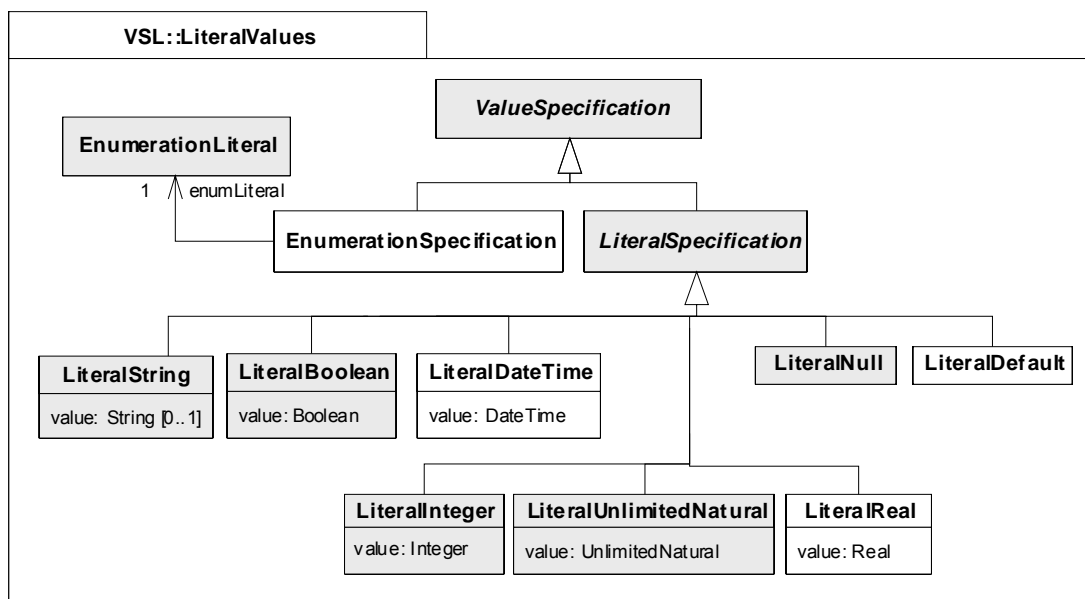 VSL::LiteralValues
ValueSpecification
EnumerationLiteral
1 enumLiteral
EnumerationSpecification
LiteralSpecification
LiteralString
value: String [0..1]
LiteralBoolean
value: Boolean
LiteralDateTime
value: DateTime
LiteralNull
LiteralDefault
LiteralInteger
value: Integer
LiteralUnlimitedNatural
value: UnlimitedNatural
LiteralReal
value: Real